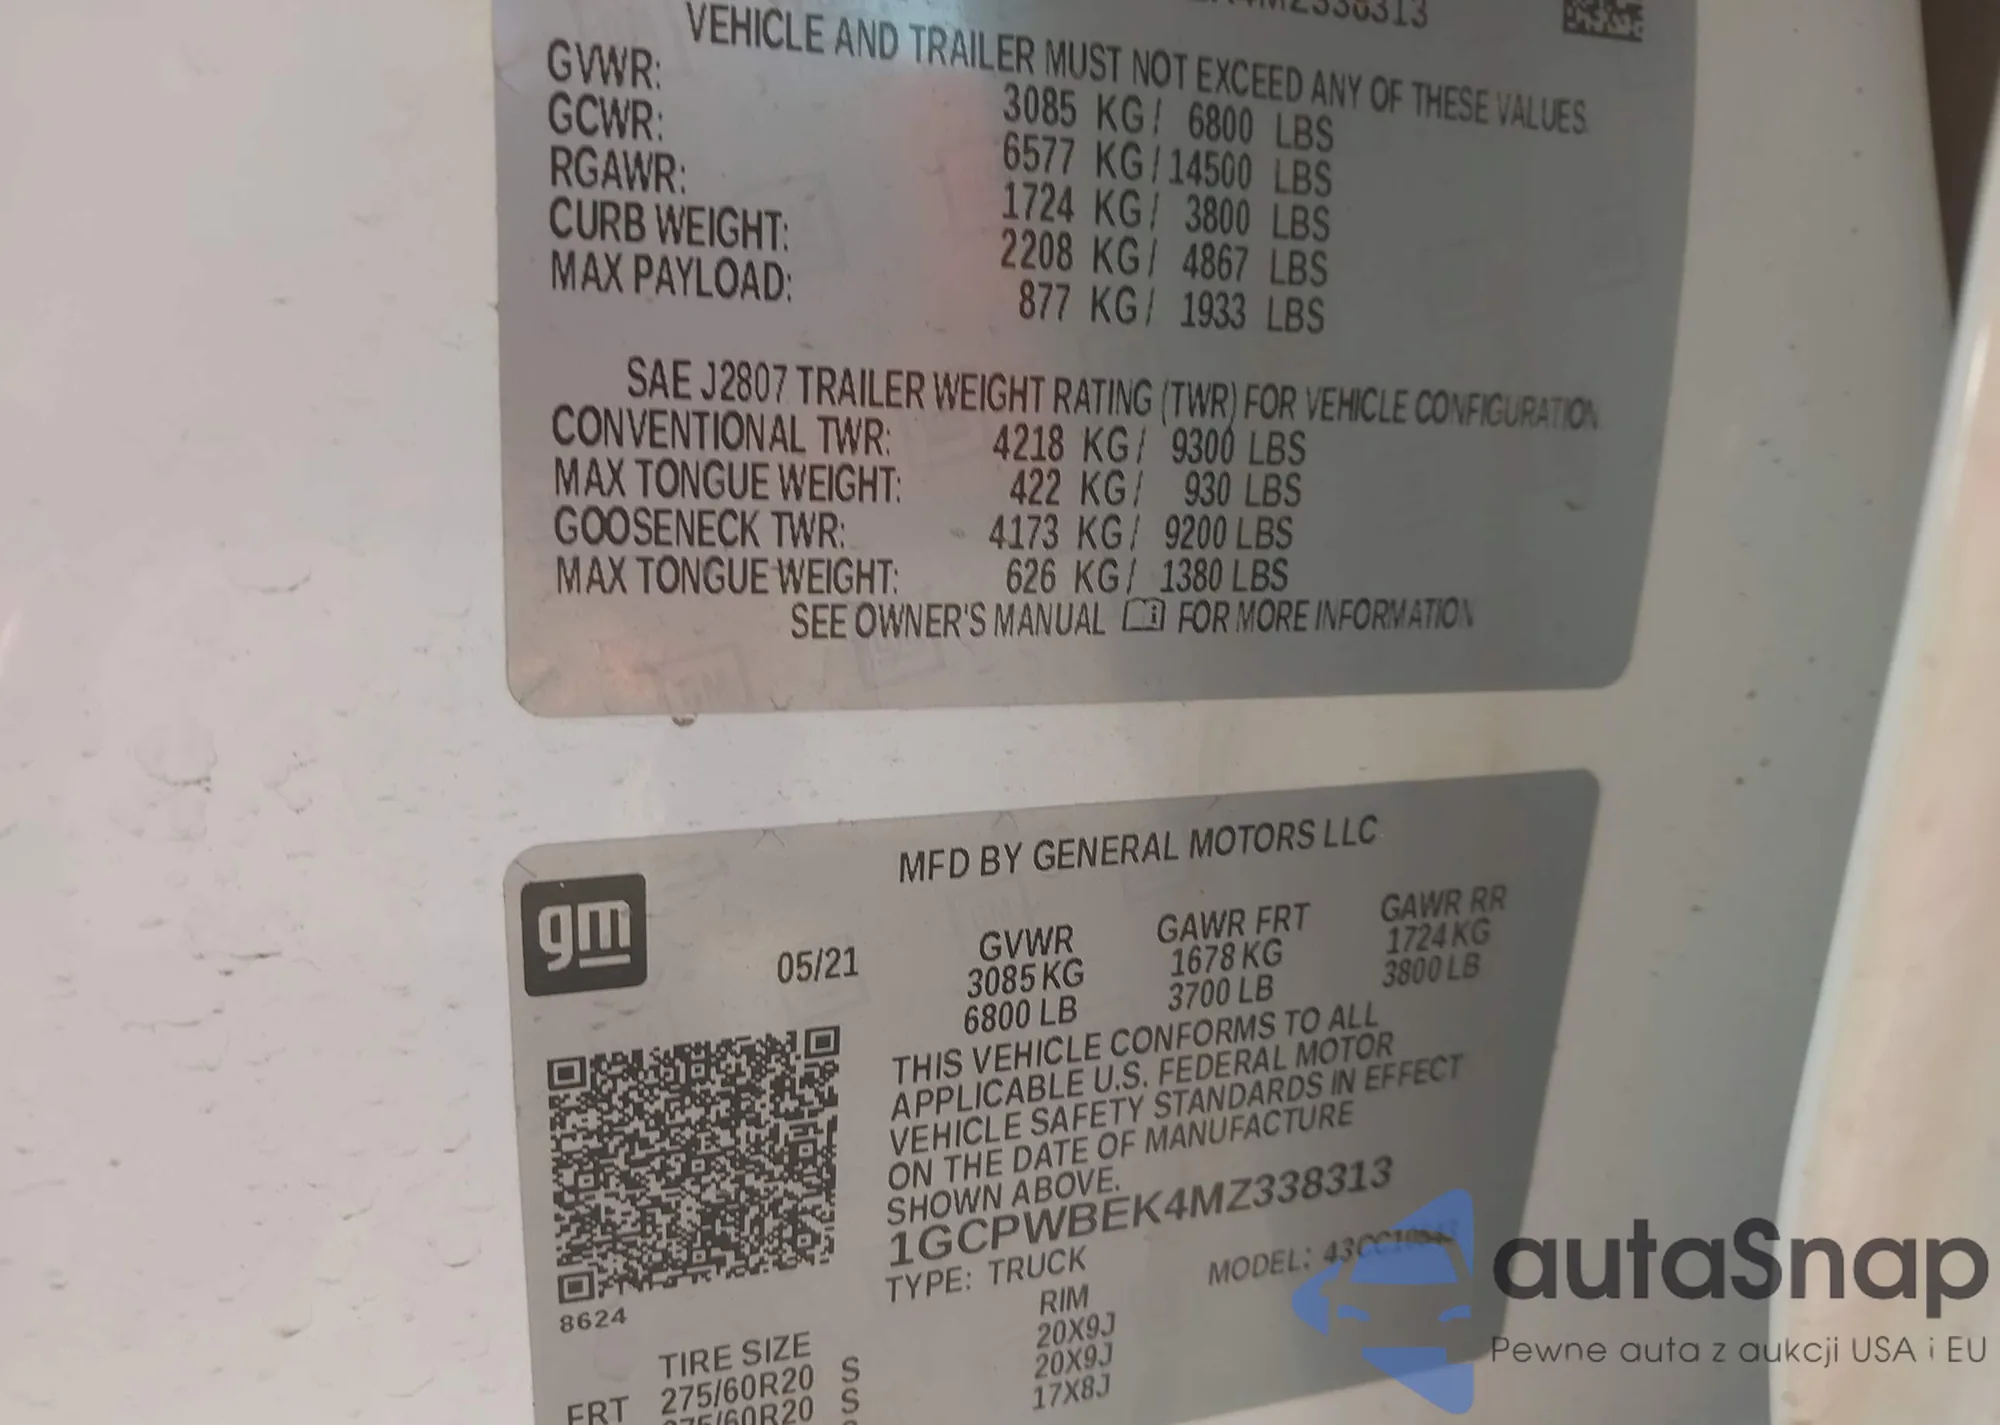 338313
VEHICLE AND TRAILER MUST NOT EXCEED ANY OF THESE VALUES
GVWR: 3085 KG/ 6800 LBS
GCWR: 6577 KG/14500 LBS
RGAWR: 1724 KG/ 3800 LBS
CURB WEIGHT: 2208 KG/ 4867 LBS
MAX PAYLOAD: 877 KG/ 1933 LBS
SAE J2807 TRAILER WEIGHT RATING (TWR) FOR VEHICLE CONFIGURATION
CONVENTIONAL TWR: 4218 KG/ 9300 LBS
MAX TONGUE WEIGHT: 422 KG/ 930 LBS
GOOSENECK TWR: 4173 KG/ 9200 LBS
MAX TONGUE WEIGHT: 626 KG/ 1380 LBS
SEE OWNER'S MANUAL FOR MORE INFORMATION
MFD BY GENERAL MOTORS LLC
gm
05/21
GVWR GAWR FRT GAWR RR
3085 KG 1678 KG 1724 KG
6800 LB 3700 LB 3800 LB
THIS VEHICLE CONFORMS TO ALL
APPLICABLE U.S. FEDERAL MOTOR
VEHICLE SAFETY STANDARDS IN EFFECT
ON THE DATE OF MANUFACTURE
SHOWN ABOVE.
1GCPWBEK4MZ338313
TYPE: TRUCK MODEL:
8624
TIRE SIZE RIM
FRT 275/60R20 S 20X9J
275/60R20 S 20X9J
17X8J
autaSnap
Pewne auta z aukcji USA i EU